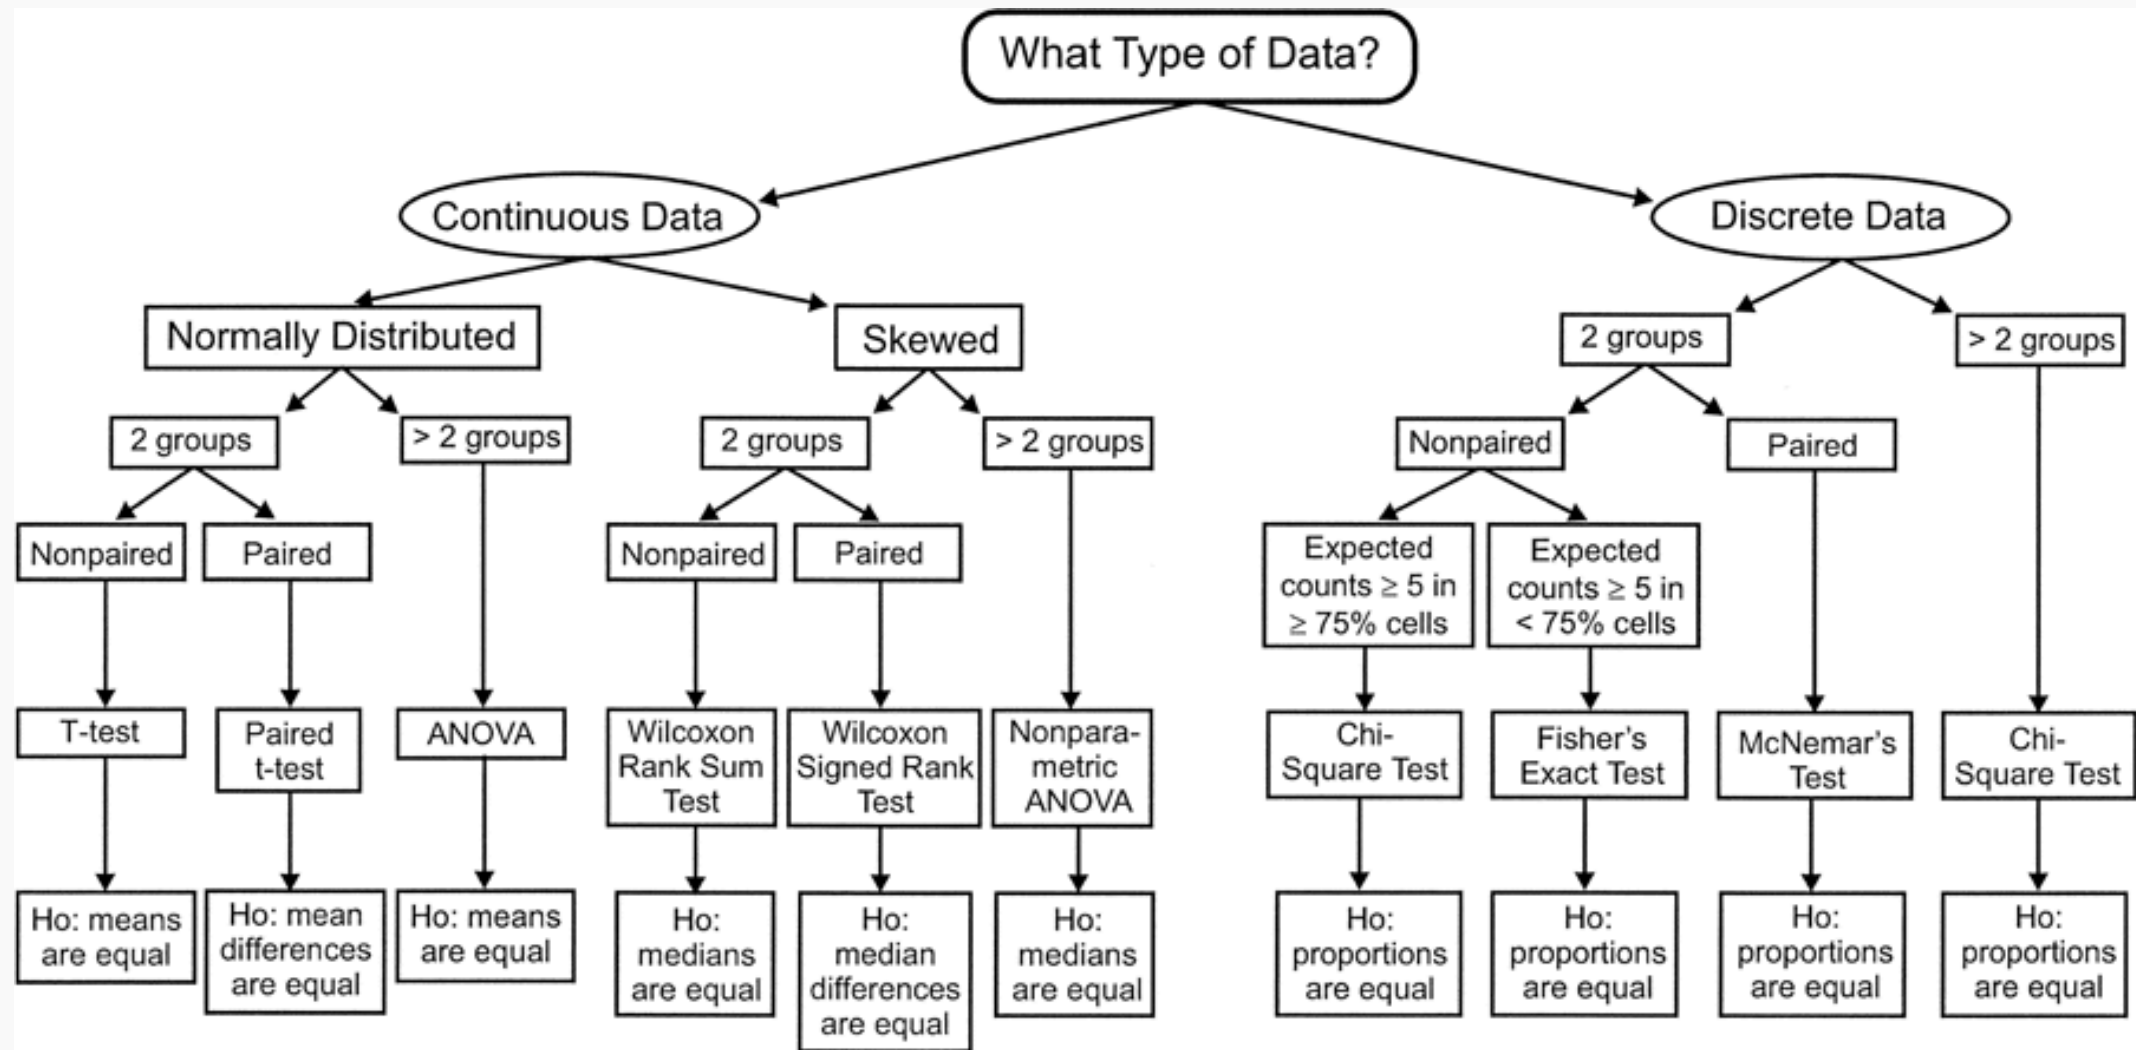 What Type of Data?
Continuous Data
Discrete Data
Normally Distributed
Skewed
2 groups
> 2 groups
2 groups
> 2 groups
2 groups
> 2 groups
Nonpaired
Paired
Nonpaired
Paired
Nonpaired
Paired
Expected
counts ≥ 5 in
≥ 75% cells
Expected
counts ≥ 5 in
< 75% cells
T-test
Paired
t-test
ANOVA
Wilcoxon
Rank Sum
Test
Wilcoxon
Signed Rank
Test
Nonpara-
metric
ANOVA
Chi-
Square Test
Fisher's
Exact Test
McNemar's
Test
Chi-
Square Test
Ho: means
are equal
Ho: mean
differences
are equal
Ho: means
are equal
Ho:
medians
are equal
Ho:
median
differences
are equal
Ho:
medians
are equal
Ho:
proportions
are equal
Ho:
proportions
are equal
Ho:
proportions
are equal
Ho:
proportions
are equal